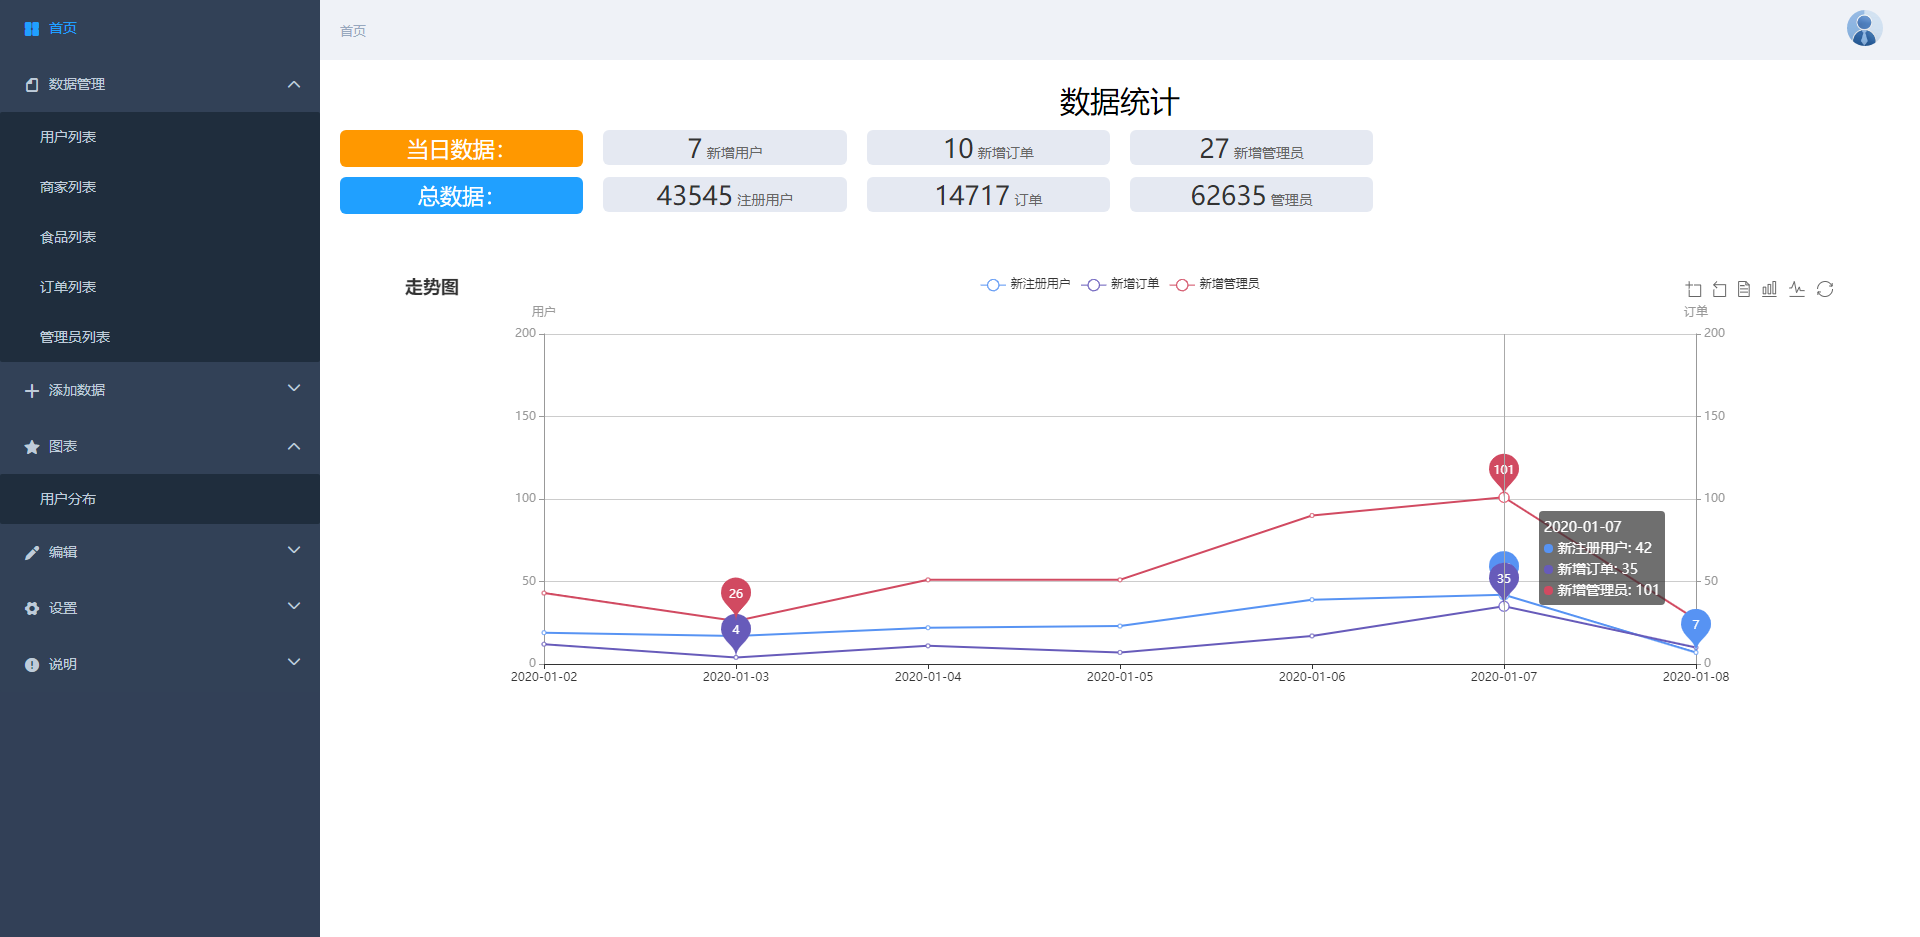 首页
数据管理
用户列表
商家列表
食品列表
订单列表
管理员列表
添加数据
图表
用户分布
编辑
设置
说明
首页
数据统计
当日数据：
7 新增用户
10 新增订单
27 新增管理员
总数据：
43545 注册用户
14717 订单
62635 管理员
走势图
新注册用户
新增订单
新增管理员
用户
订单
200
200
150
150
101
100
100
2020-01-07
新注册用户: 42
新增订单: 35
新增管理员: 101
35
50
50
26
4
7
0
0
2020-01-02
2020-01-03
2020-01-04
2020-01-05
2020-01-06
2020-01-07
2020-01-08